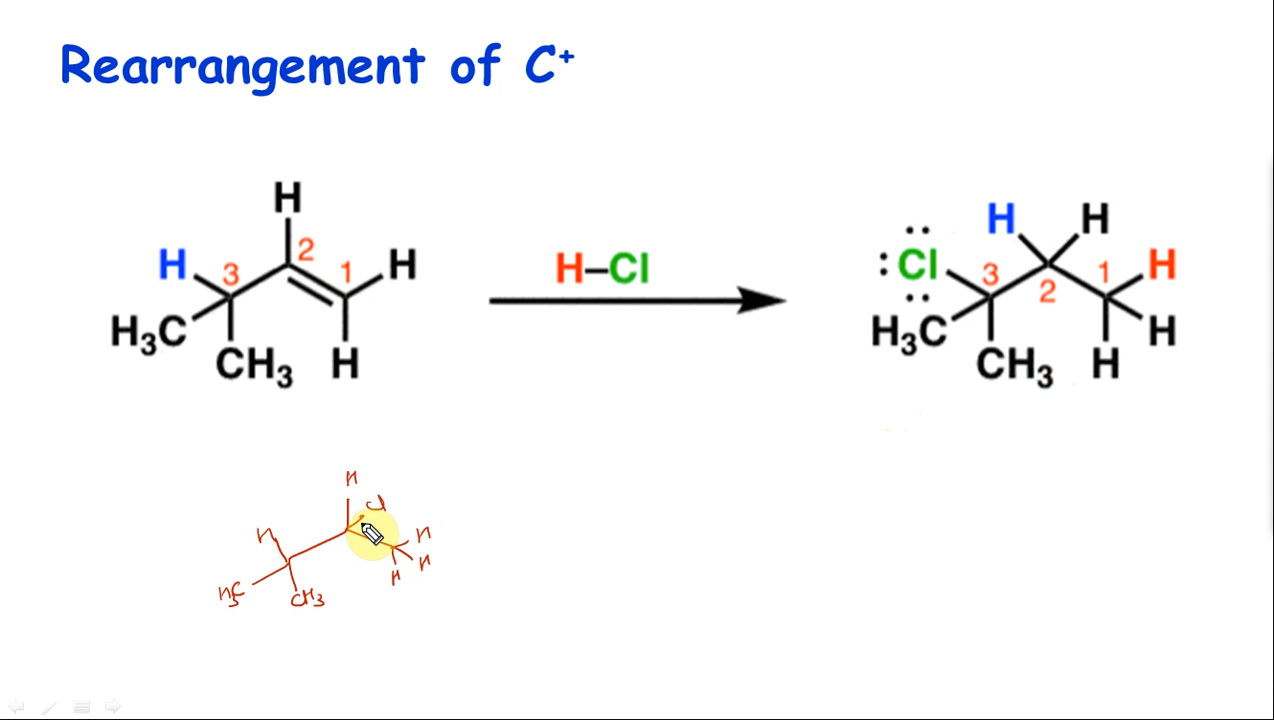 Rearrangement of C⁺
H
H 3 2 1 H
H₃C
CH₃ H
H–Cl
H H
:Cl 3 2 1 H
H₃C H
CH₃ H
H
Cl
H H
H
H₃C CH₃ H